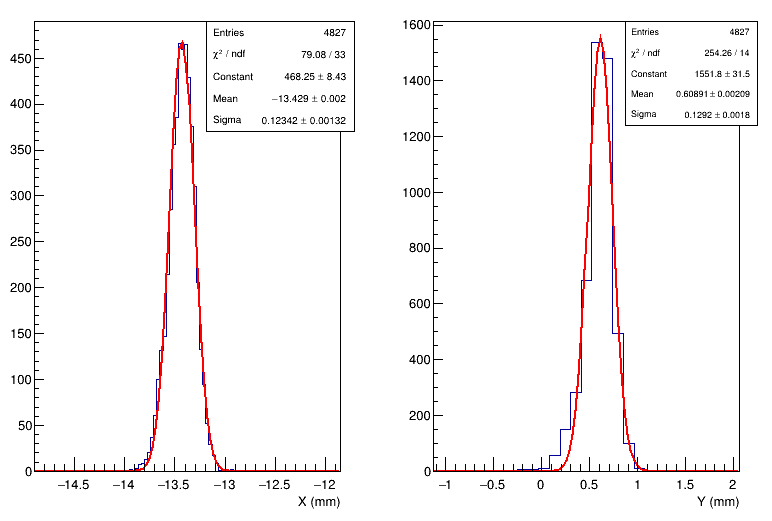 Entries 4827
χ² / ndf 79.08 / 33
Constant 468.25 ± 8.43
Mean −13.429 ± 0.002
Sigma 0.12342 ± 0.00132
450
400
350
300
250
200
150
100
50
0
−14.5 −14 −13.5 −13 −12.5 −12
X (mm)
Entries 4827
χ² / ndf 254.26 / 14
Constant 1551.8 ± 31.5
Mean 0.60891 ± 0.00209
Sigma 0.1292 ± 0.0018
1600
1400
1200
1000
800
600
400
200
0
−1 −0.5 0 0.5 1 1.5 2
Y (mm)